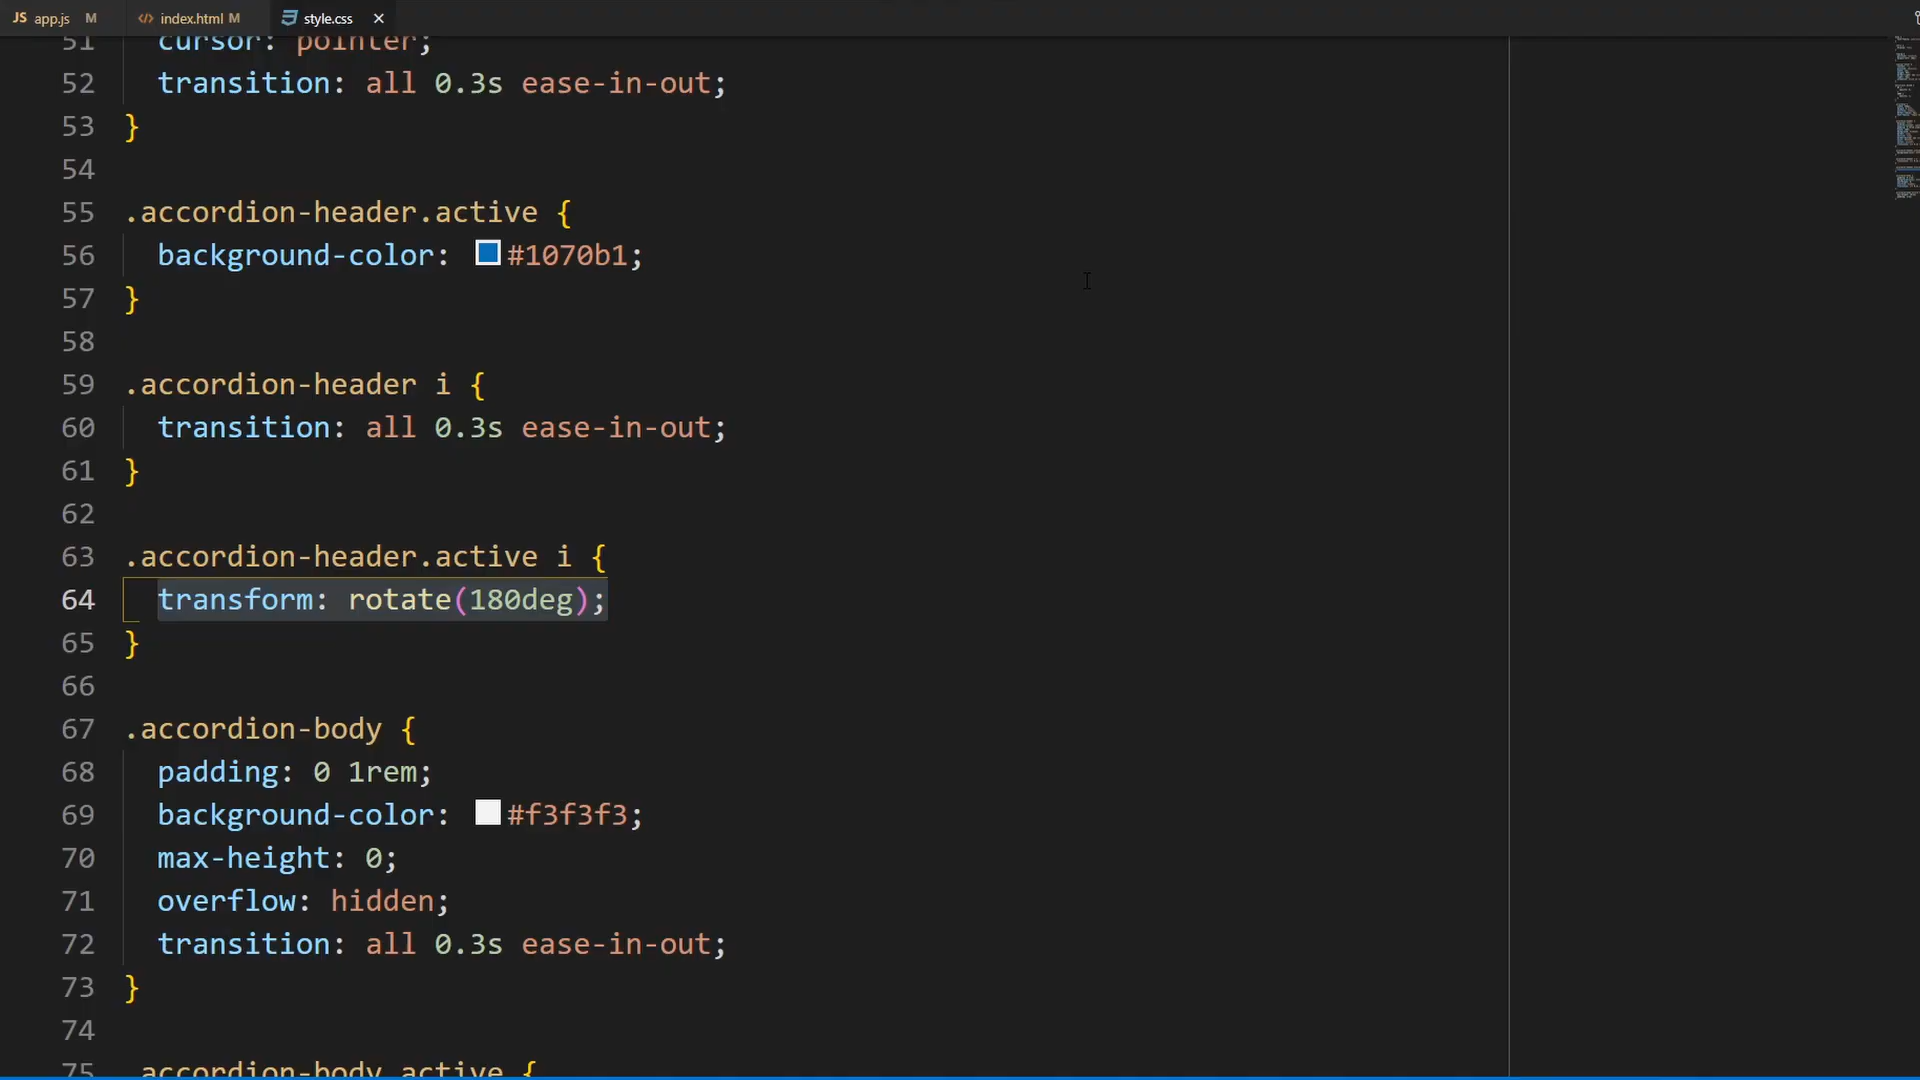 JS app.js M
<> index.html M
style.css ×
51 cursor: pointer;
52 transition: all 0.3s ease-in-out;
53 }
54
55 .accordion-header.active {
56 background-color: #1070b1;
57 }
58
59 .accordion-header i {
60 transition: all 0.3s ease-in-out;
61 }
62
63 .accordion-header.active i {
64 transform: rotate(180deg);
65 }
66
67 .accordion-body {
68 padding: 0 1rem;
69 background-color: #f3f3f3;
70 max-height: 0;
71 overflow: hidden;
72 transition: all 0.3s ease-in-out;
73 }
74
75 .accordion-body.active {